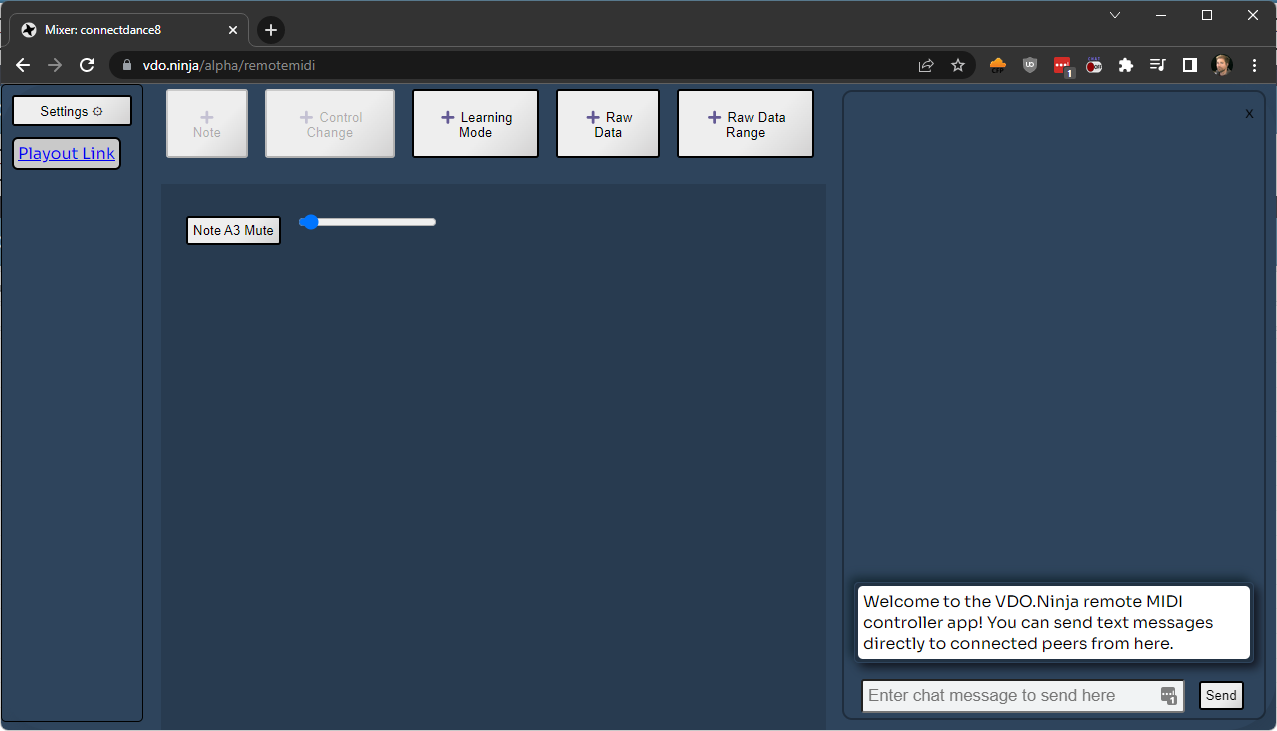 Mixer: connectdance8
vdo.ninja/alpha/remotemidi
1
Settings
Playout Link
Note
Control
Change
Learning
Mode
Raw
Data
Raw Data
Range
Note A3 Mute
x
Welcome to the VDO.Ninja remote MIDI
controller app! You can send text messages
directly to connected peers from here.
Enter chat message to send here
1
Send